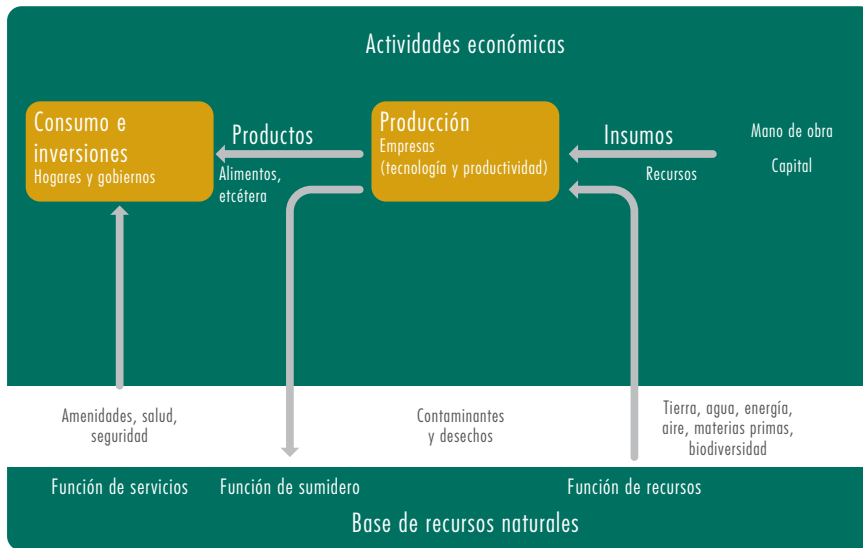 Actividades económicas
Consumo e
inversiones
Hogares y gobiernos
Productos
Alimentos,
etcétera
Producción
Empresas
(tecnología y productividad)
Insumos
Recursos
Mano de obra
Capital
Amenidades, salud,
seguridad
Contaminantes
y desechos
Tierra, agua, energía,
aire, materias primas,
biodiversidad
Función de servicios
Función de sumidero
Función de recursos
Base de recursos naturales